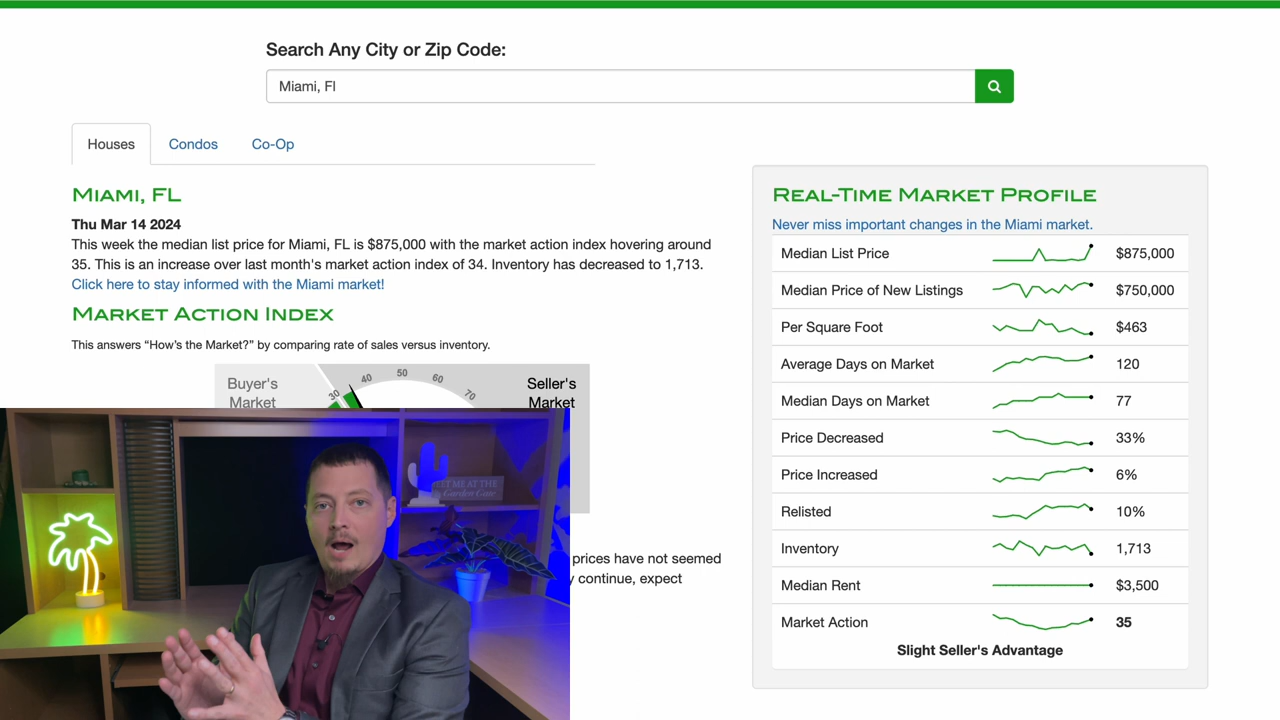 Search Any City or Zip Code:
Miami, Fl
Houses
Condos
Co-Op
MIAMI, FL
Thu Mar 14 2024
This week the median list price for Miami, FL is $875,000 with the market action index hovering around
35. This is an increase over last month's market action index of 34. Inventory has decreased to 1,713.
Click here to stay informed with the Miami market!
MARKET ACTION INDEX
This answers “How's the Market?” by comparing rate of sales versus inventory.
Buyer's
Market
30
40
50
60
70
Seller's
Market
MEET ME AT THE
Garden Gate
prices have not seemed
continue, expect
REAL-TIME MARKET PROFILE
Never miss important changes in the Miami market.
Median List Price $875,000
Median Price of New Listings $750,000
Per Square Foot $463
Average Days on Market 120
Median Days on Market 77
Price Decreased 33%
Price Increased 6%
Relisted 10%
Inventory 1,713
Median Rent $3,500
Market Action 35
Slight Seller's Advantage